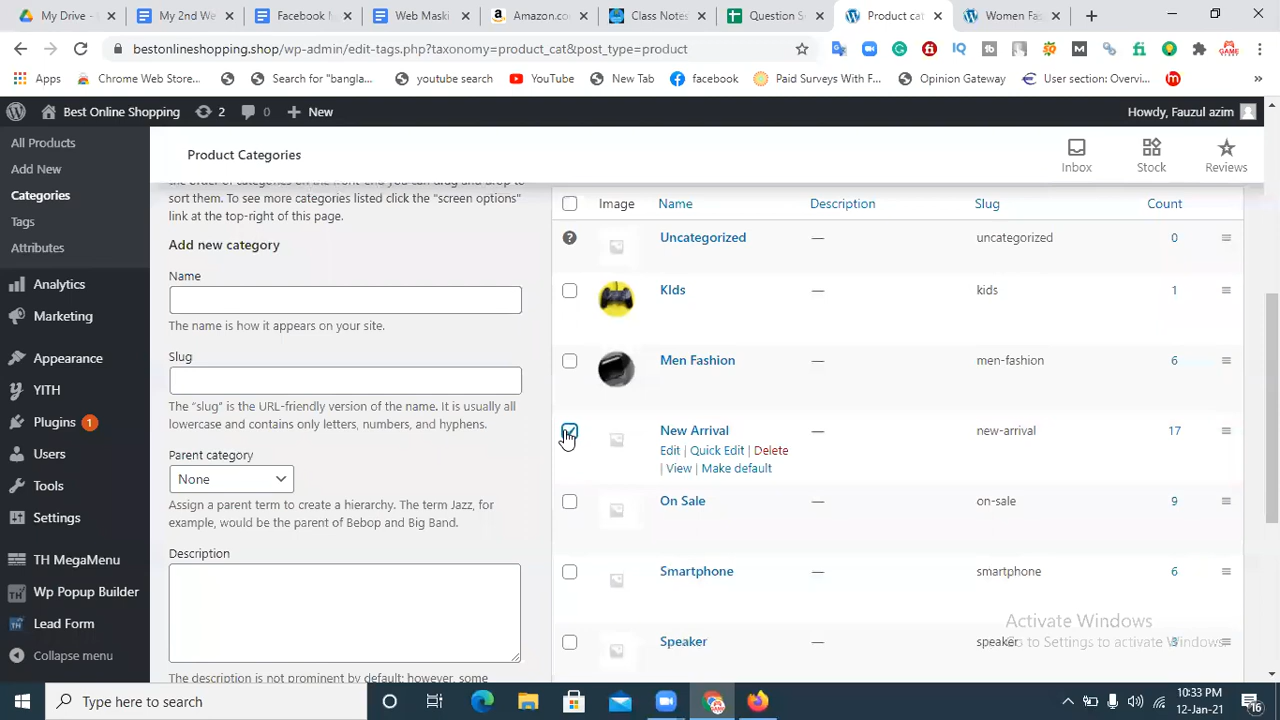 My Drive -
My 2nd We
Facebook I
Web Maski
Amazon.co
Class Notes
Question S
Product cat
Women Fas
bestonlineshopping.shop/wp-admin/edit-tags.php?taxonomy=product_cat&post_type=product
Apps
Chrome Web Store...
Search for "bangla...
youtube search
YouTube
New Tab
facebook
Paid Surveys With F...
Opinion Gateway
User section: Overvi...
»
Best Online Shopping
2
0
New
Howdy, Fauzul azim
All Products
Add New
Categories
Tags
Attributes
Analytics
Marketing
Appearance
YITH
Plugins 1
Users
Tools
Settings
TH MegaMenu
Wp Popup Builder
Lead Form
Collapse menu
Product Categories
Inbox
Stock
Reviews
the order of categories on the front-end you can drag and drop to
sort them. To see more categories listed click the "screen options"
link at the top-right of this page.
Add new category
Name
The name is how it appears on your site.
Slug
The “slug” is the URL-friendly version of the name. It is usually all
lowercase and contains only letters, numbers, and hyphens.
Parent category
None
Assign a parent term to create a hierarchy. The term Jazz, for
example, would be the parent of Bebop and Big Band.
Description
The description is not prominent by default; however, some
Image Name Description Slug Count
Uncategorized — uncategorized 0
KIds — kids 1
Men Fashion — men-fashion 6
New Arrival — new-arrival 17
Edit | Quick Edit | Delete
| View | Make default
On Sale — on-sale 9
Smartphone — smartphone 6
Speaker — speaker
Activate Windows
Go to Settings to activate Windows.
Type here to search
10:33 PM
12-Jan-21
16